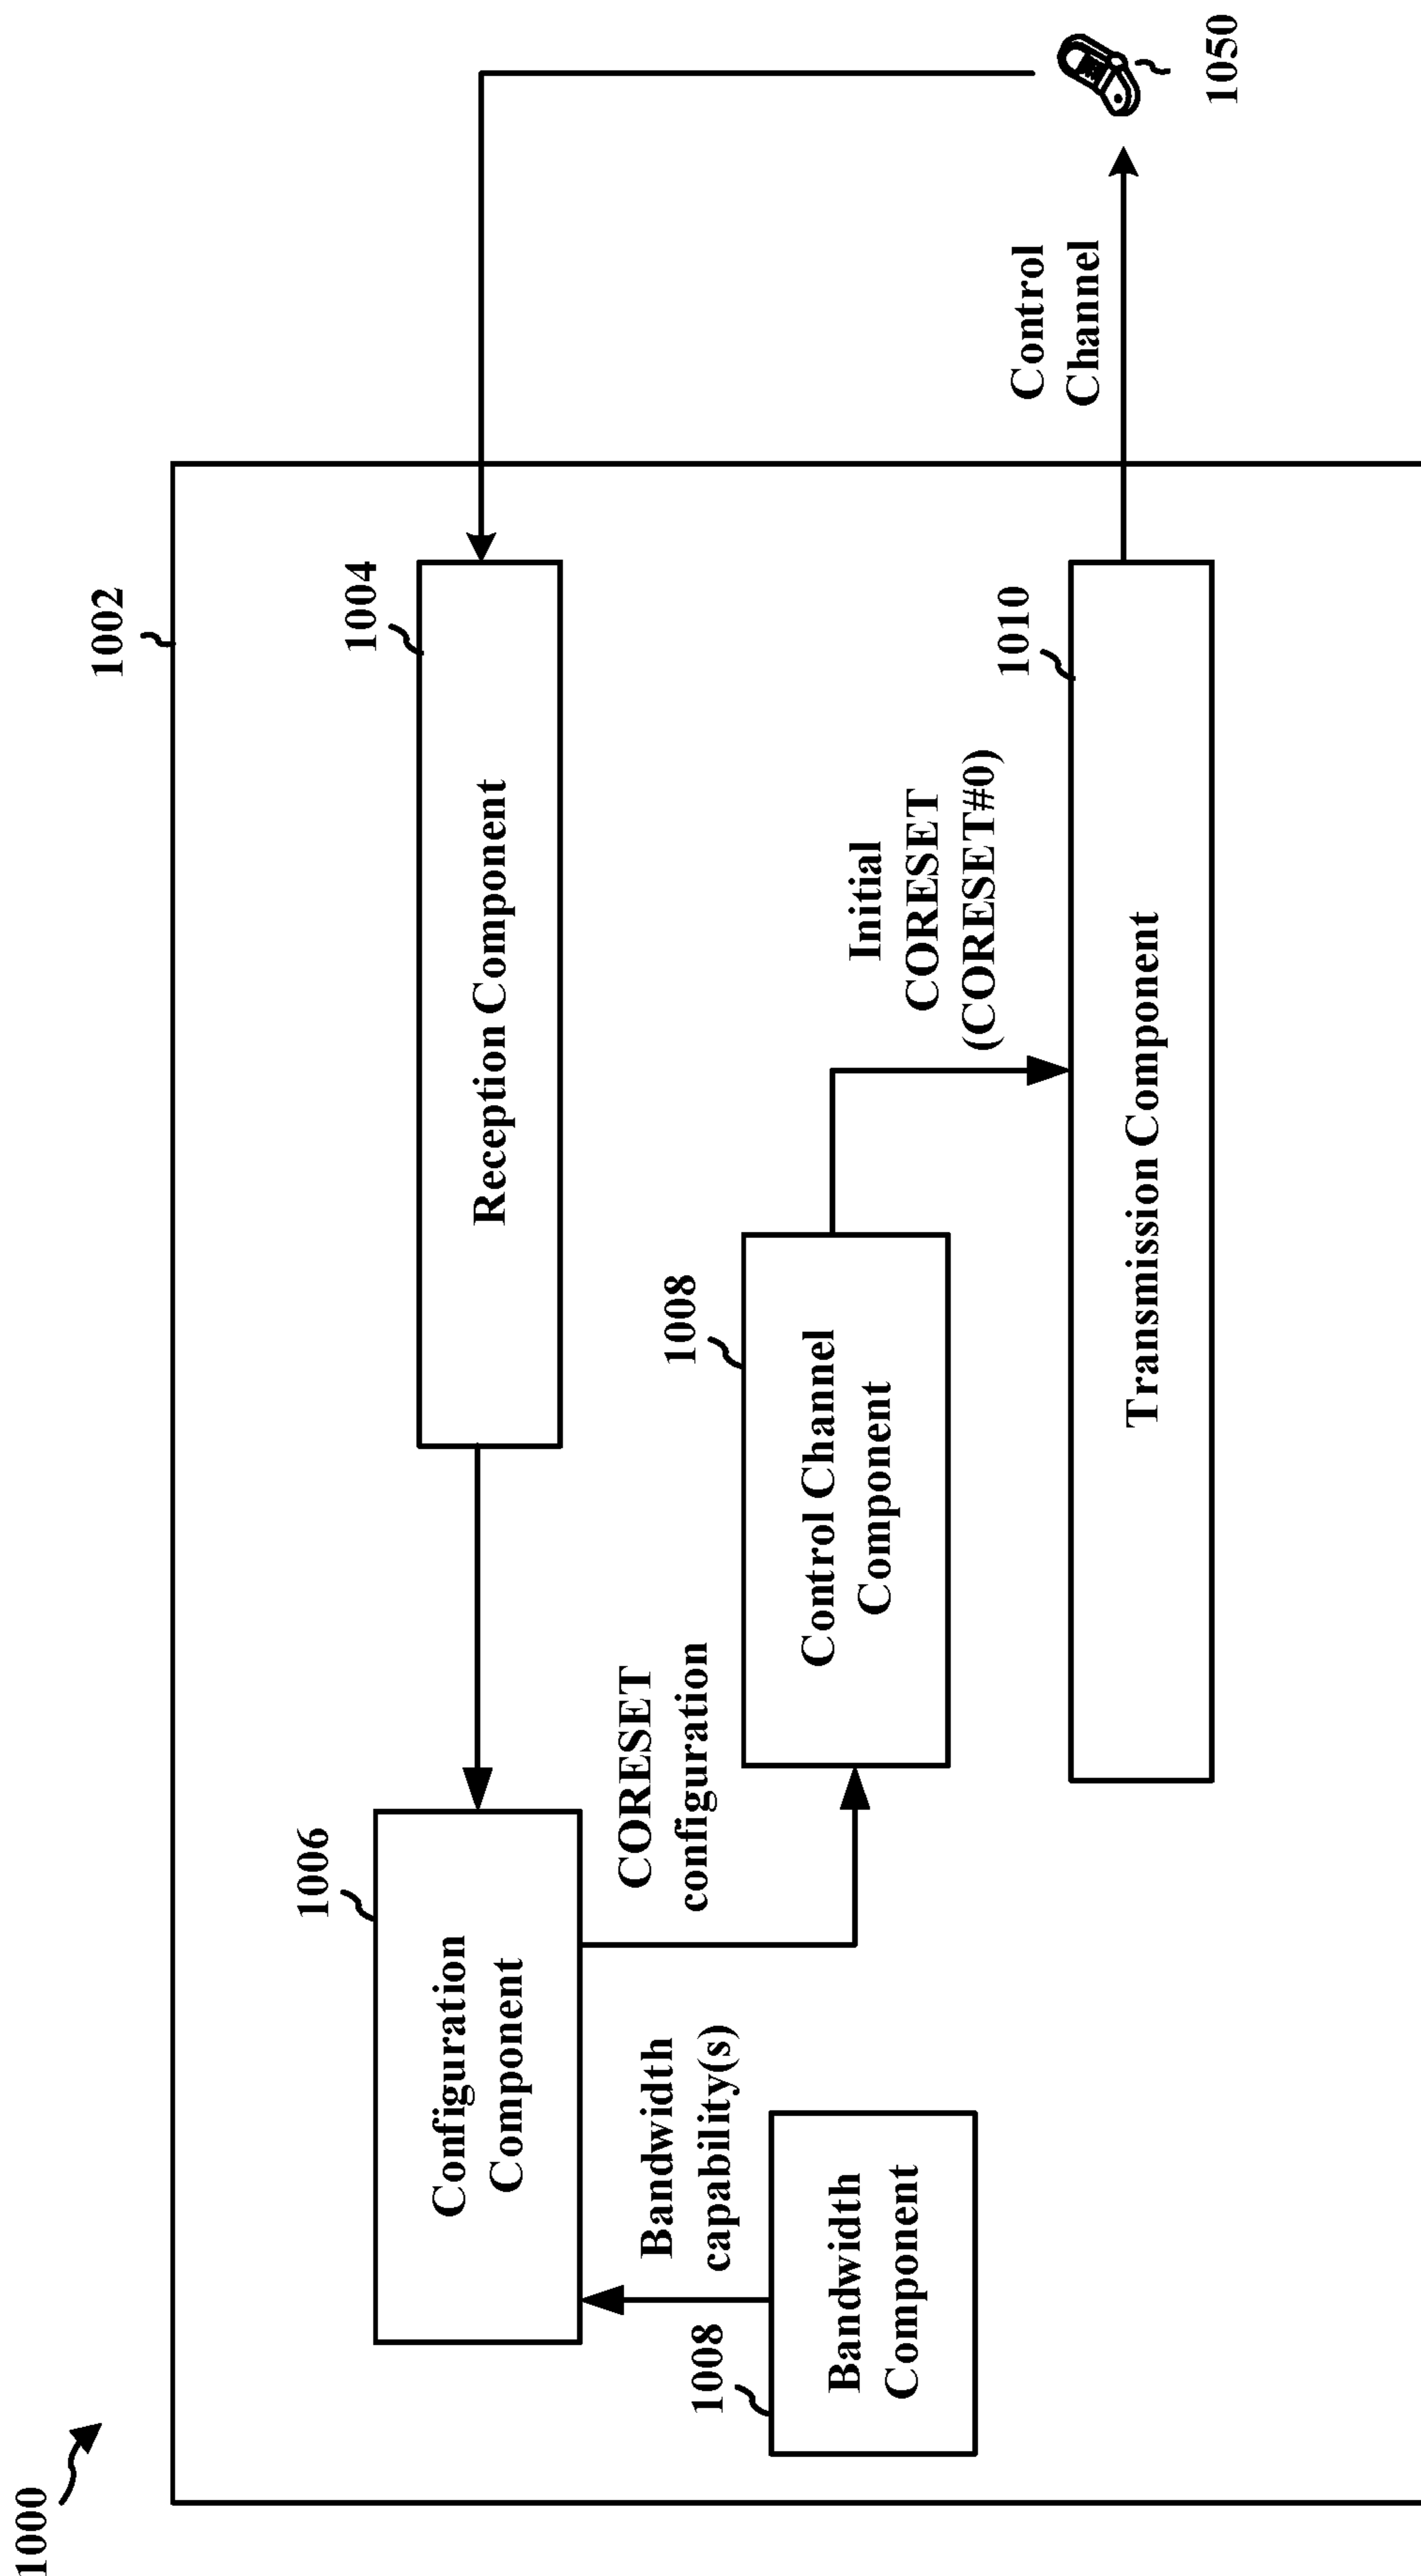 1000
1002
1004
Reception Component
1050
1006
Configuration
Component
CORESET
configuration
Bandwidth
capability(s)
1008
Bandwidth
Component
1008
Control Channel
Component
Initial
CORESET
(CORESET#0)
1010
Transmission Component
Control
Channel